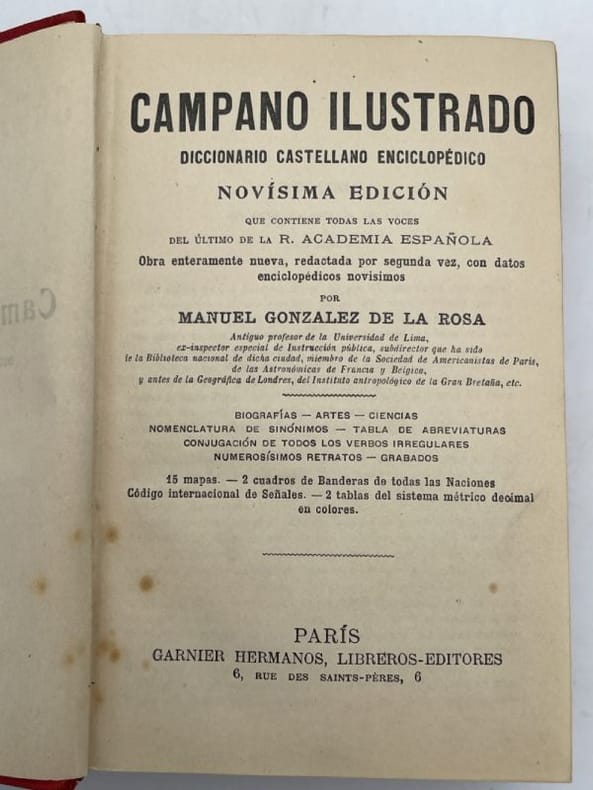 CAMPANO ILUSTRADO
DICCIONARIO CASTELLANO ENCICLOPÉDICO
NOVÍSIMA EDICIÓN
QUE CONTIENE TODAS LAS VOCES
DEL ÚLTIMO DE LA R. ACADEMIA ESPAÑOLA
Obra enteramente nueva, redactada por segunda vez, con datos
enciclopédicos novisimos
POR
MANUEL GONZALEZ DE LA ROSA
Antiguo profesor de la Universidad de Lima,
ex-inspector especial de Instrucción pública, subdirector que ha sido
le la Biblioteca nacional de dicha ciudad, miembro de la Sociedad de Americanistas de París,
de las Astronómicas de Francia y Belgica,
y antes de la Geográfica de Londres, del Instituto antropológico de la Gran Bretaña, etc.
BIOGRAFÍAS — ARTES — CIENCIAS
NOMENCLATURA DE SINÓNIMOS — TABLA DE ABREVIATURAS
CONJUGACIÓN DE TODOS LOS VERBOS IRREGULARES
NUMEROSÍSIMOS RETRATOS — GRABADOS
15 mapas. — 2 cuadros de Banderas de todas las Naciones
Código internacional de Señales. — 2 tablas del sistema métrico decimal
en colores.
PARÍS
GARNIER HERMANOS, LIBREROS-EDITORES
6, RUE DES SAINTS-PÈRES, 6